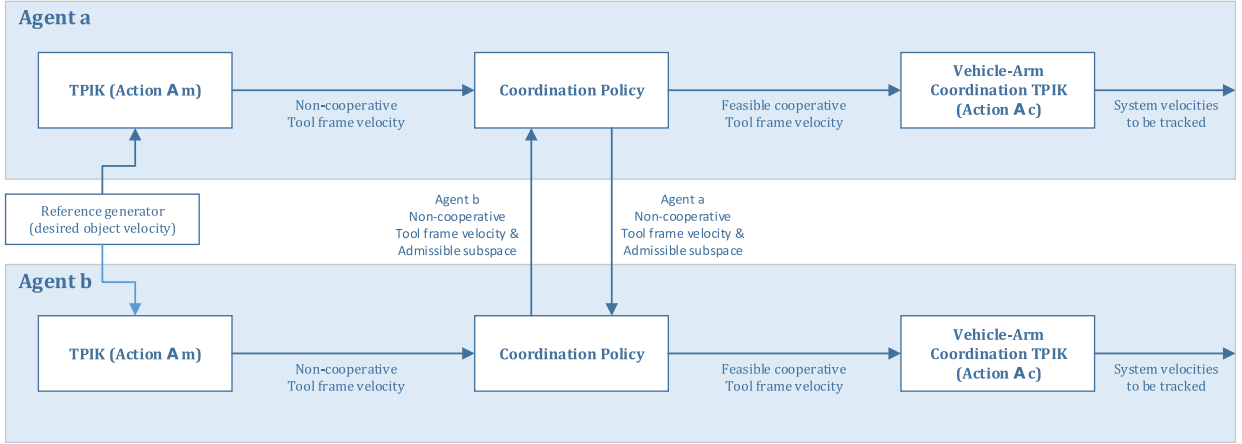 Agent a
TPIK (Action A m)
Non-cooperative
Tool frame velocity
Coordination Policy
Feasible cooperative
Tool frame velocity
Vehicle-Arm
Coordination TPIK
(Action A c)
System velocities
to be tracked
Reference generator
(desired object velocity)
Agent b
Non-cooperative
Tool frame velocity &
Admissible subspace
Agent a
Non-cooperative
Tool frame velocity &
Admissible subspace
Agent b
TPIK (Action A m)
Non-cooperative
Tool frame velocity
Coordination Policy
Feasible cooperative
Tool frame velocity
Vehicle-Arm
Coordination TPIK
(Action A c)
System velocities
to be tracked